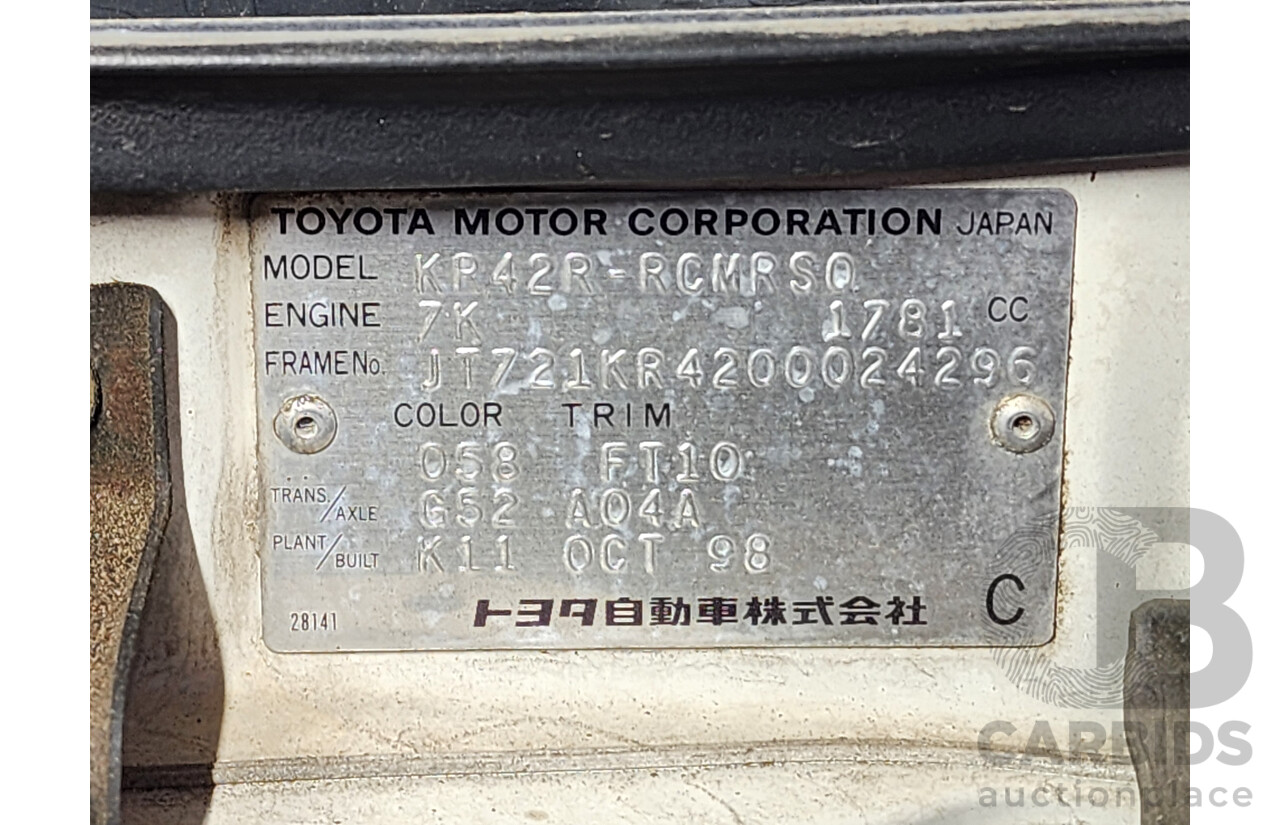 TOYOTA MOTOR CORPORATION JAPAN
MODEL KR42R-RCMRSQ
ENGINE 7K 1781 CC
FRAME No. JT721KR4200024296
COLOR TRIM
058 FT10
TRANS./AXLE G52 A04A
PLANT/BUILT K11 OCT 98
28141 トヨタ自動車株式会社 C
CARBIDS
auctionplace